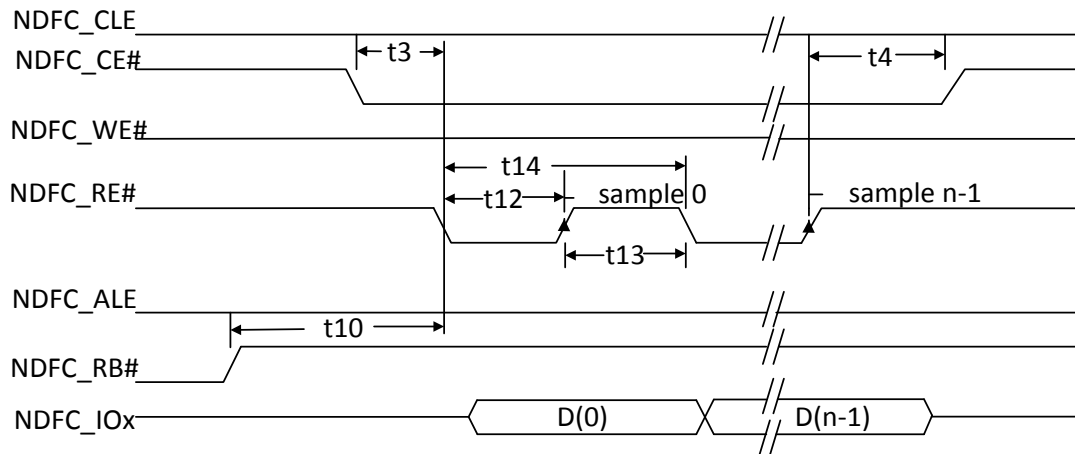 NDFC_CLE
t3
t4
NDFC_CE#
NDFC_WE#
t14
NDFC_RE#
t12
sample 0
sample n-1
t13
NDFC_ALE
t10
NDFC_RB#
NDFC_IOx
D(0)
D(n-1)